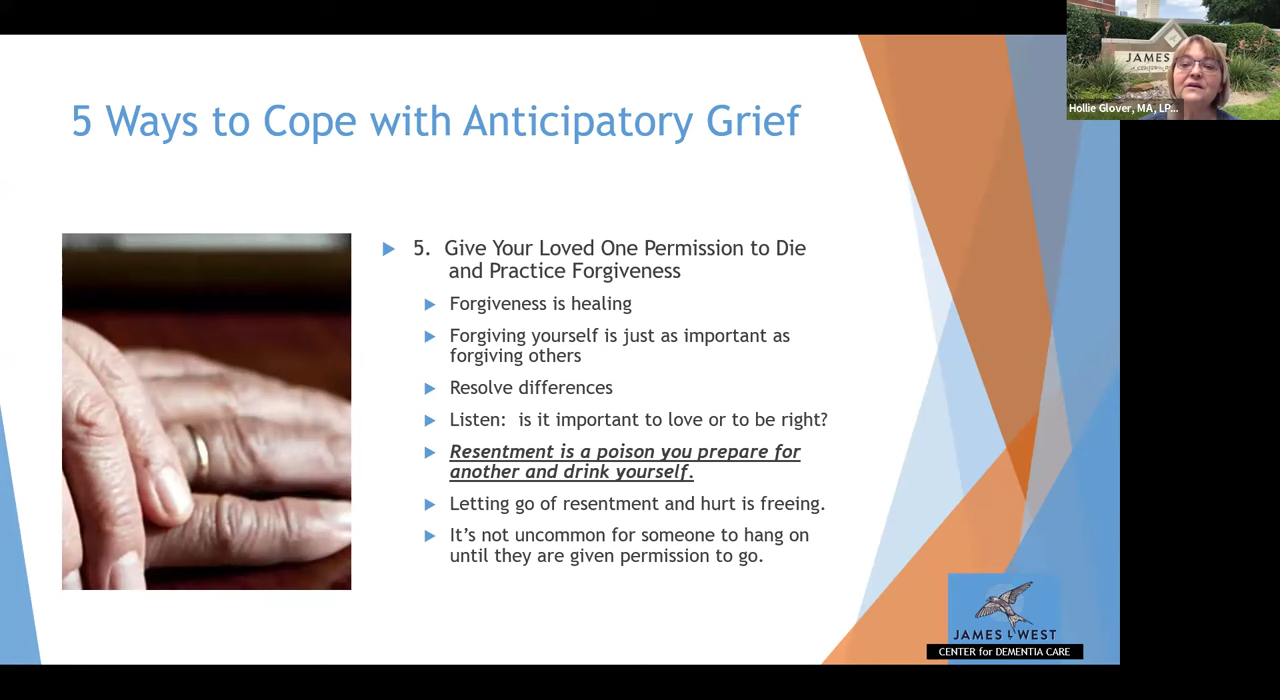 JAMES
Hollie Glover, MA, LP...
5 Ways to Cope with Anticipatory Grief
5. Give Your Loved One Permission to Die
and Practice Forgiveness
Forgiveness is healing
Forgiving yourself is just as important as
forgiving others
Resolve differences
Listen: is it important to love or to be right?
Resentment is a poison you prepare for
another and drink yourself.
Letting go of resentment and hurt is freeing.
It's not uncommon for someone to hang on
until they are given permission to go.
JAMES L WEST
CENTER for DEMENTIA CARE